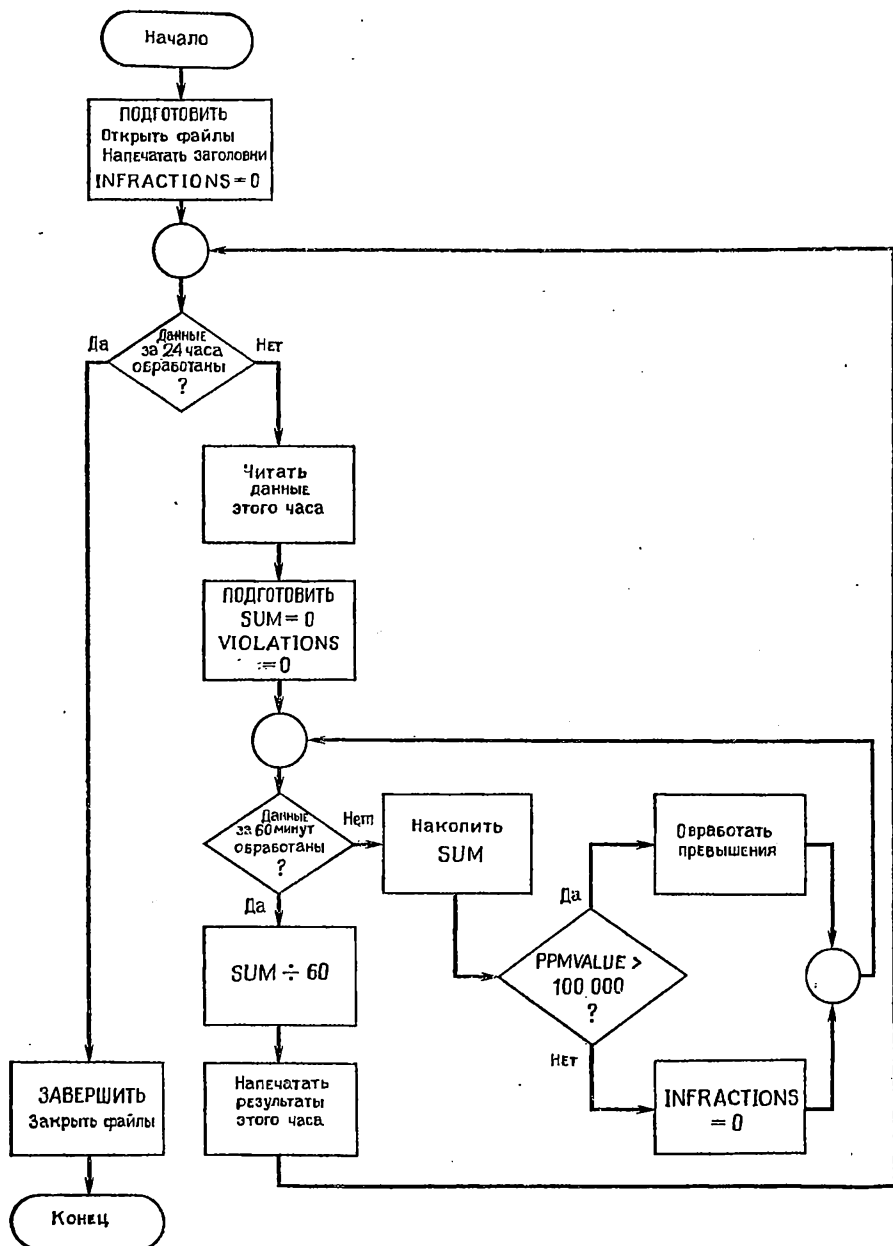 Начало
ПОДГОТОВИТЬ
Открыть файлы
Напечатать заголовни
INFRACTIONS = 0
Да
Данные
за 24 часа
обработаны
?
Нет
Читать
данные
этого часа
ПОДГОТОВИТЬ
SUM = 0
VIOLATIONS
:=0
Данные
за 60 минут
обработаны
?
Нет
Накопить
SUM
Обработать
превышения
Да
Да
SUM ÷ 60
PPMVALUE >
100 000
?
Нет
ЗАВЕРШИТЬ
Закрыть файлы
Напечатать
результаты
этого часа
INFRACTIONS
= 0
Конец